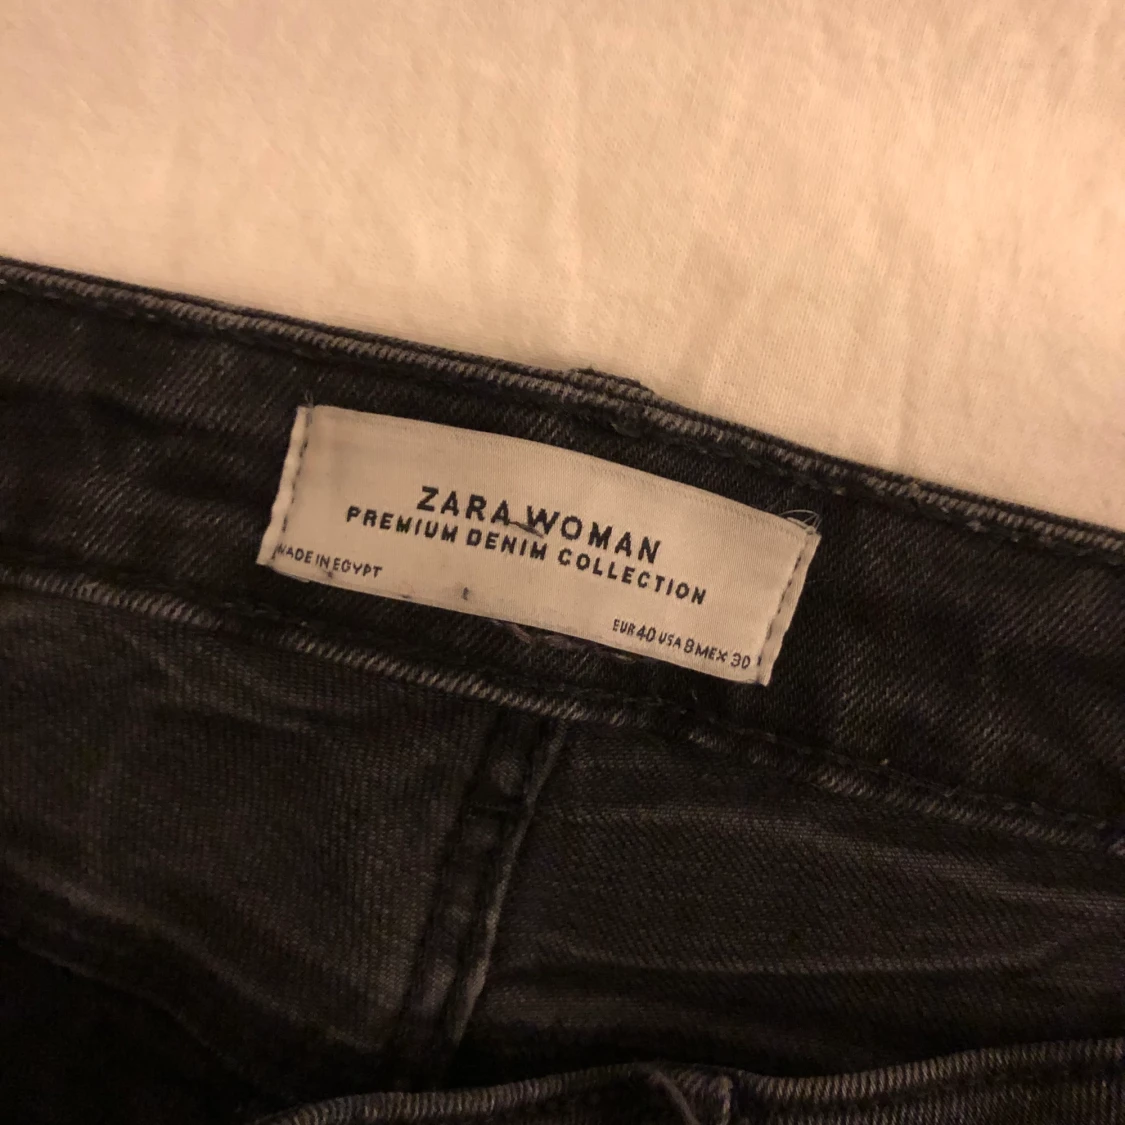 ZARA WOMAN
PREMIUM DENIM COLLECTION
MADE IN EGYPT
EUR 40 USA 8 MEX 30